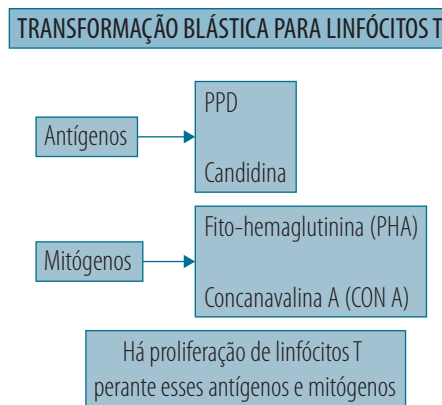 TRANSFORMAÇÃO BLÁSTICA PARA LINFÓCITOS T
Antígenos
PPD
Candidina
Mitógenos
Fito-hemaglutinina (PHA)
Concanavalina A (CON A)
Há proliferação de linfócitos T
perante esses antígenos e mitógenos